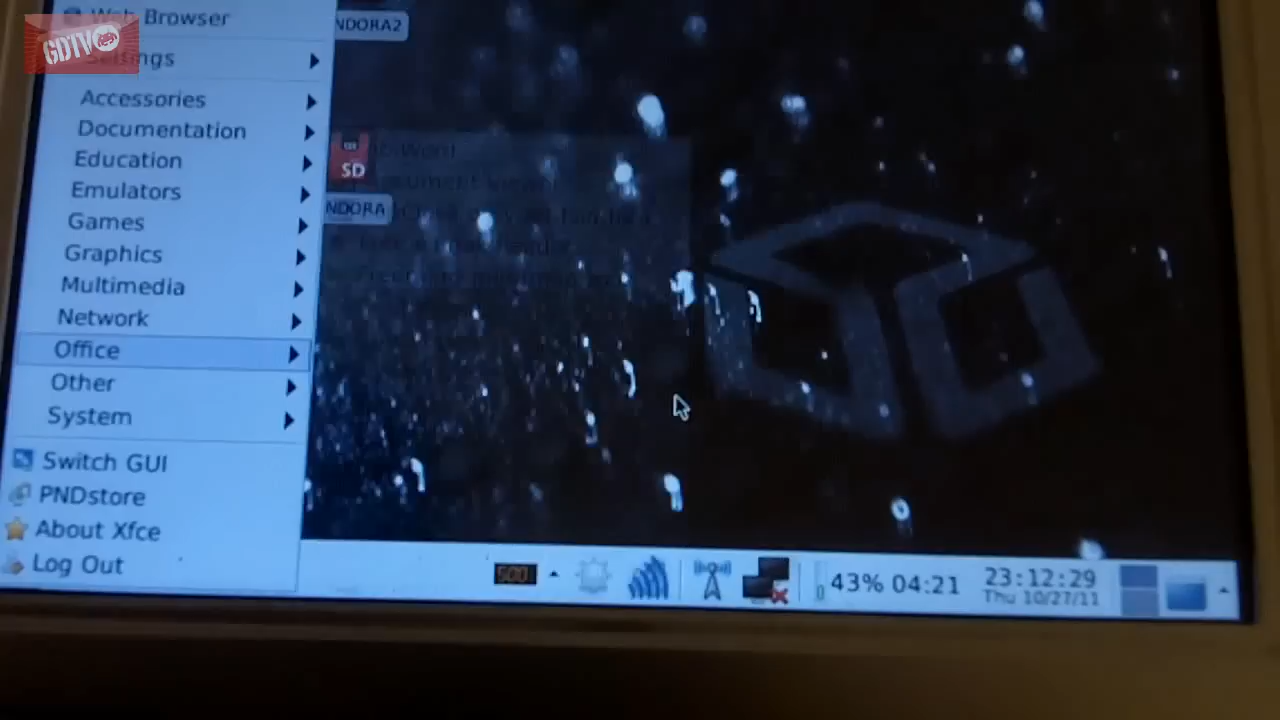 Web Browser
GDTV
Settings
Accessories
Documentation
Education
Emulators
Games
Graphics
Multimedia
Network
Office
Other
System
Switch GUI
PNDstore
About Xfce
Log Out
NDORA2
SD
NDORA
500
43% 04:21
23:12:29
Thu 10/27/11